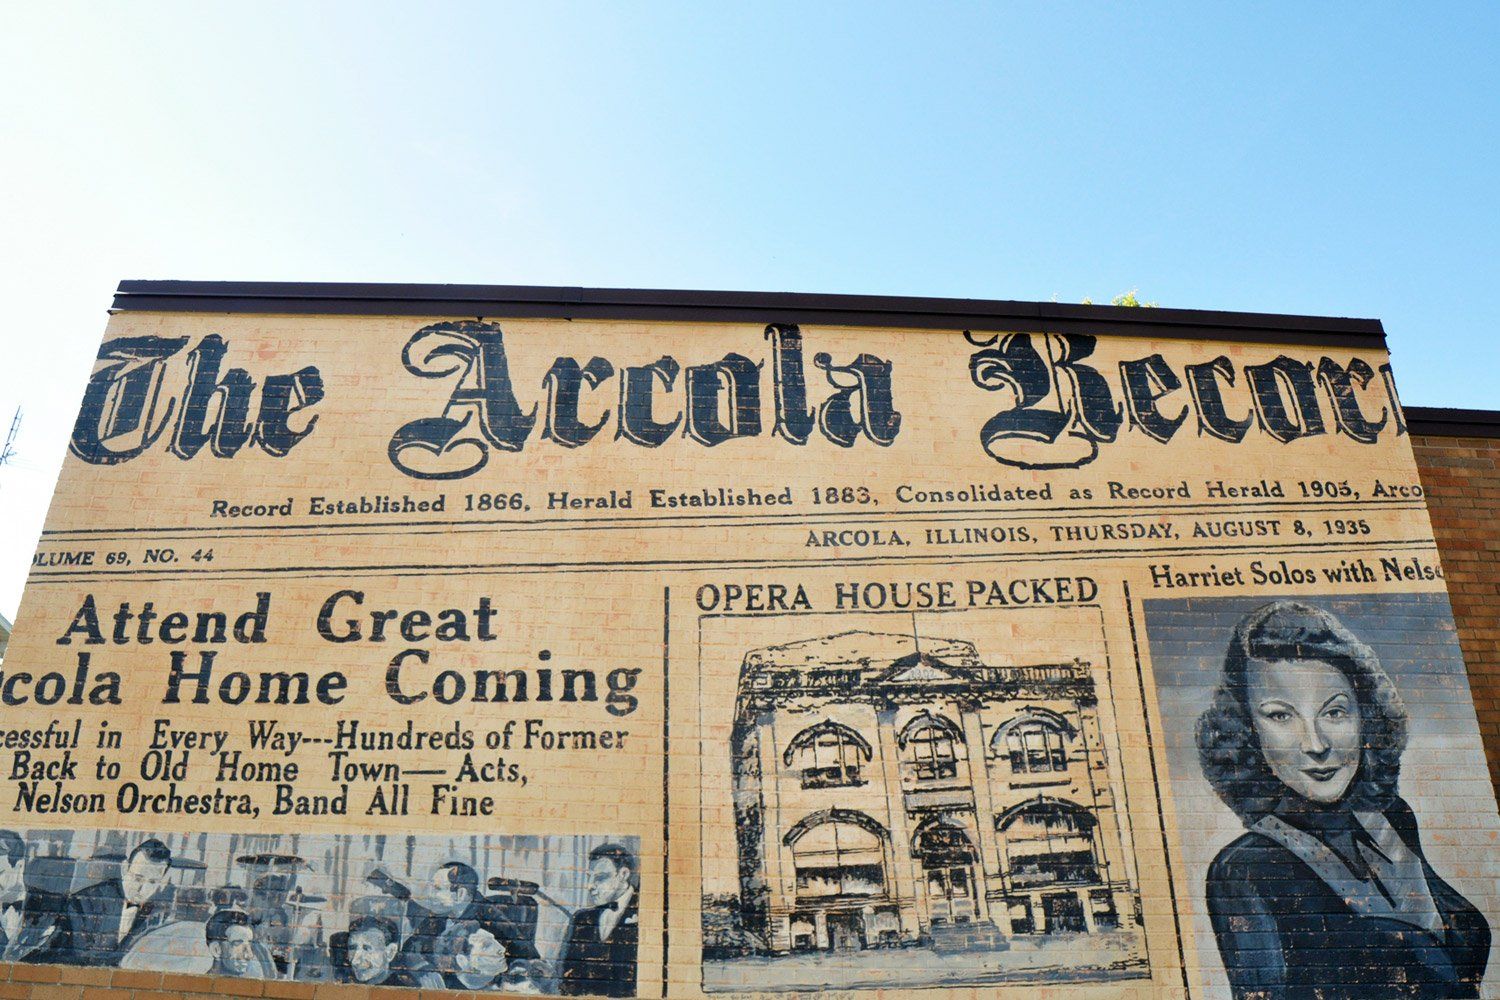 The Arcola Recor
Record Established 1866, Herald Established 1883, Consolidated as Record Herald 1905, Arco
LUME 69, NO. 44
ARCOLA, ILLINOIS, THURSDAY, AUGUST 8, 1935
Attend Great
cola Home Coming
cessful in Every Way---Hundreds of Former
Back to Old Home Town— Acts,
Nelson Orchestra, Band All Fine
OPERA HOUSE PACKED
Harriet Solos with Nels